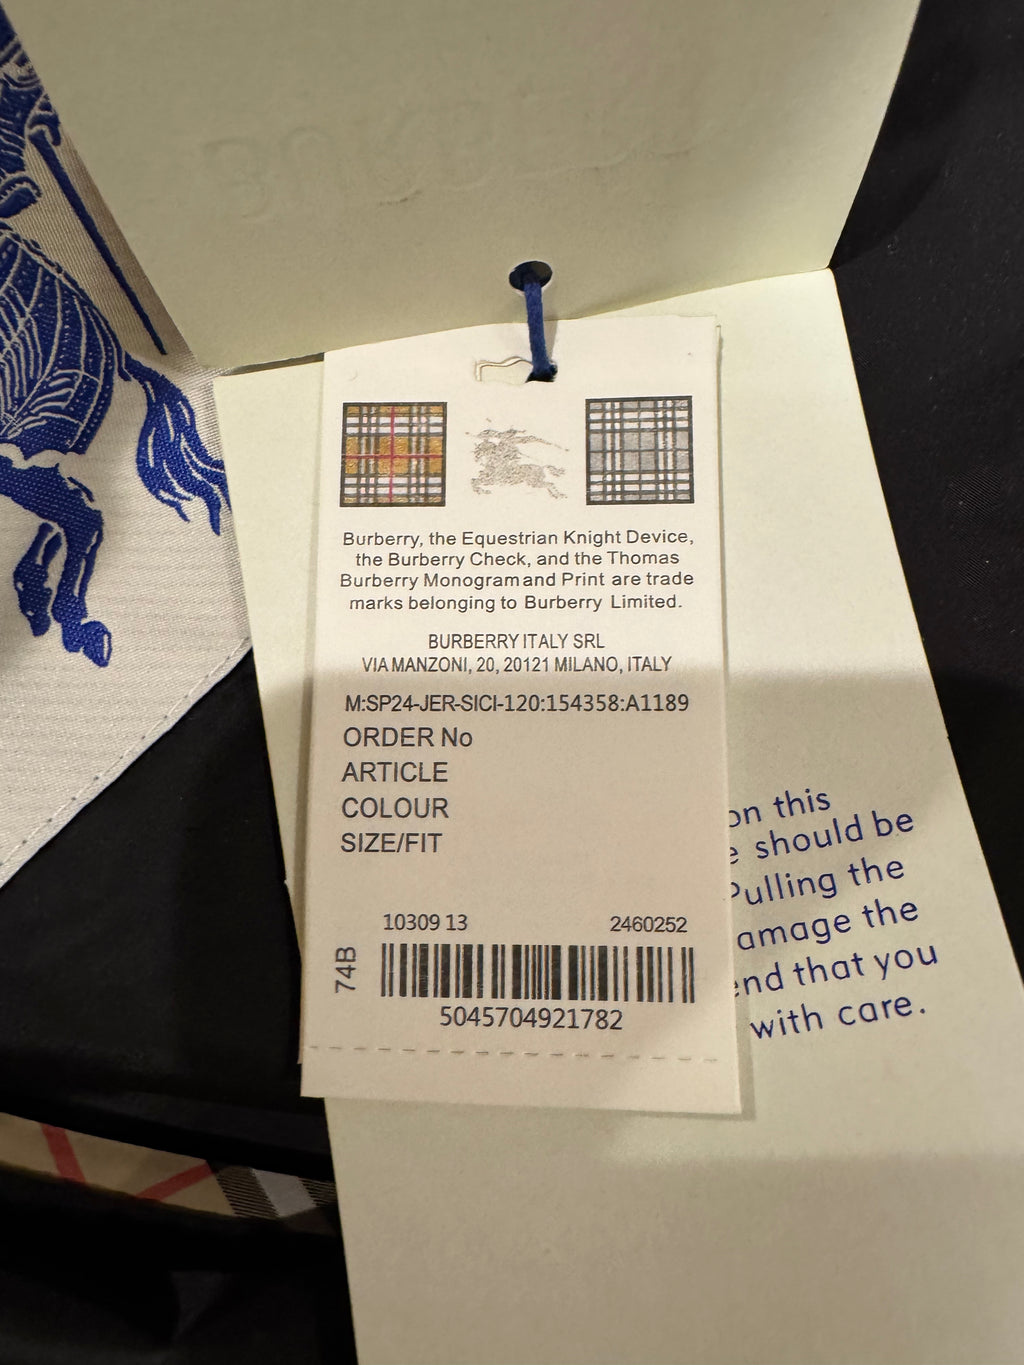 Burberry, the Equestrian Knight Device,
the Burberry Check, and the Thomas
Burberry Monogram and Print are trade
marks belonging to Burberry Limited.
BURBERRY ITALY SRL
VIA MANZONI, 20, 20121 MILANO, ITALY
M:SP24-JER-SICI-120:154358:A1189
ORDER No
ARTICLE
COLOUR
SIZE/FIT
10309 13 2460252
74B
5045704921782
on this
should be
Pulling the
amage the
nd that you
with care.